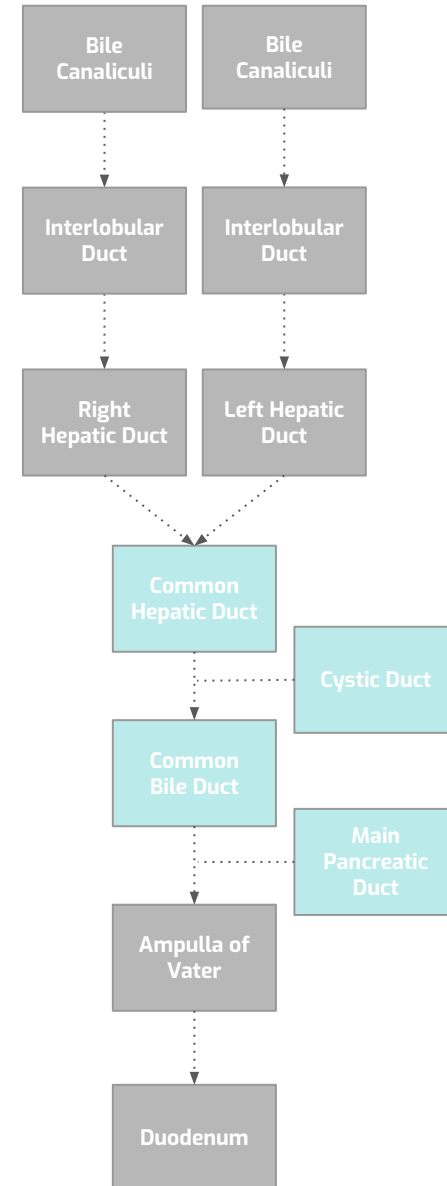 Bile
Canaliculi
Bile
Canaliculi
Interlobular
Duct
Interlobular
Duct
Right
Hepatic Duct
Left Hepatic
Duct
Common
Hepatic Duct
Cystic Duct
Common
Bile Duct
Main
Pancreatic
Duct
Ampulla of
Vater
Duodenum